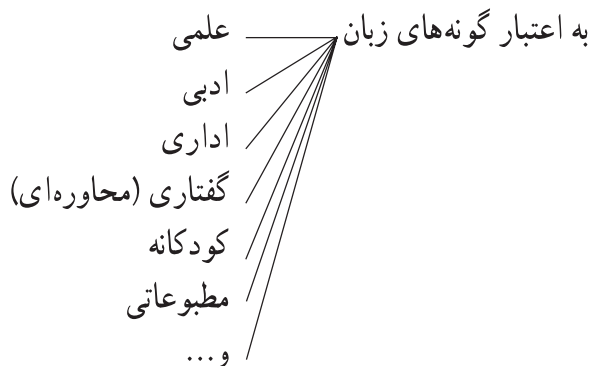 به اعتبار گونه‌های زبان
علمی
ادبی
اداری
گفتاری (محاوره‌ای)
کودکانه
مطبوعاتی
و...